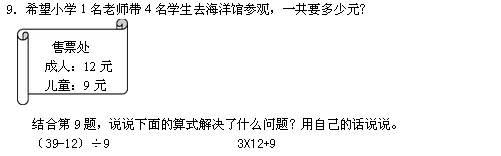 9. 希望小学 1 名老师带 4 名学生去海洋馆参观，一共要多少元?
售票处
成人：12 元
儿童：9 元
结合第 9 题，说说下面的算式解决了什么问题？用自己的话说说。
（39-12）÷9 3X12+9